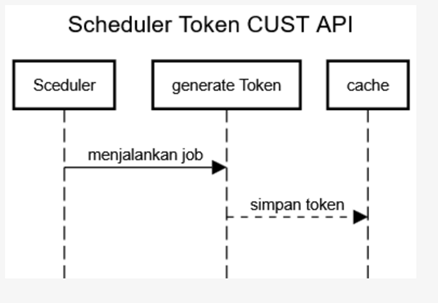 Scheduler Token CUST API
Sceduler
generate Token
cache
menjalankan job
simpan token